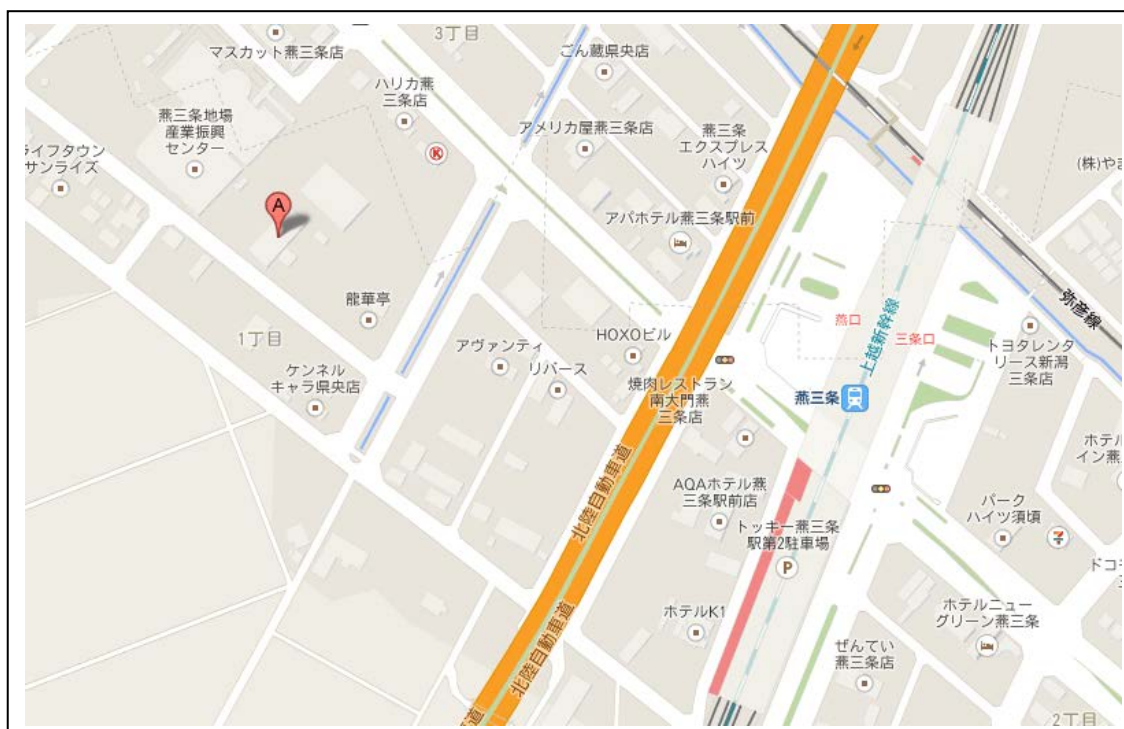 3丁目
マスカット燕三条店
ごん蔵県央店
ハリカ燕
三条店
燕三条地場
産業振興
センター
アメリカ屋燕三条店
燕三条
エクスプレス
ハイツ
ライフタウン
サンライズ
(株)やま
K
A
アパホテル燕三条駅前
龍華亭
弥彦線
上越新幹線
燕口
三条口
1丁目
HOXOビル
アヴァンティ
リバース
トヨタレンタ
リース新潟
三条店
ケンネル
キャラ県央店
焼肉レストラン
南大門燕
三条店
燕三条
北陸自動車道
ホテル
イン燕
AQAホテル燕
三条駅前店
トッキー燕三条
駅第2駐車場
P
パーク
ハイツ須頃
7
ドコモ
三
ホテルK1
ホテルニュー
グリーン燕三条
北陸自動車道
ぜんてい
燕三条店
道
2丁目